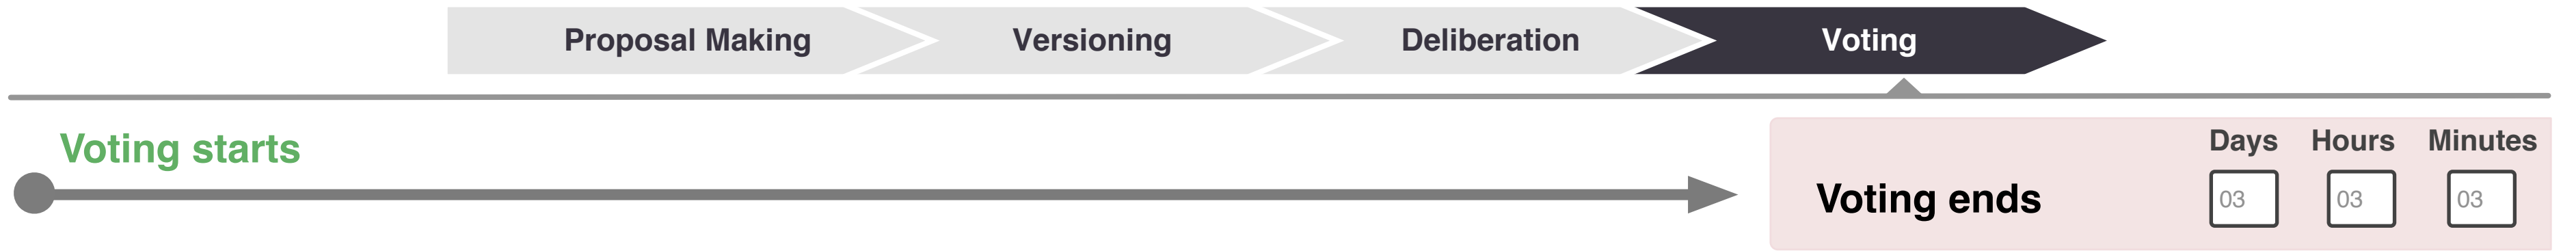 Proposal Making Versioning Deliberation Voting
Voting starts
Days Hours Minutes
Voting ends 03 03 03